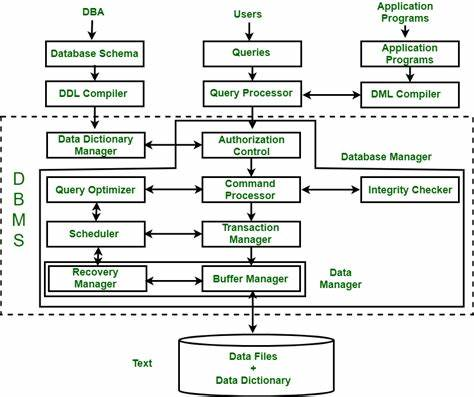 DBA
Users
Application
Programs
Database Schema
Queries
Application
Programs
DDL Compiler
Query Processor
DML Compiler
Data Dictionary
Manager
Authorization
Control
Database Manager
DBMS
Query Optimizer
Command
Processor
Integrity Checker
Scheduler
Transaction
Manager
Recovery
Manager
Buffer Manager
Data
Manager
Text
Data Files
+
Data Dictionary